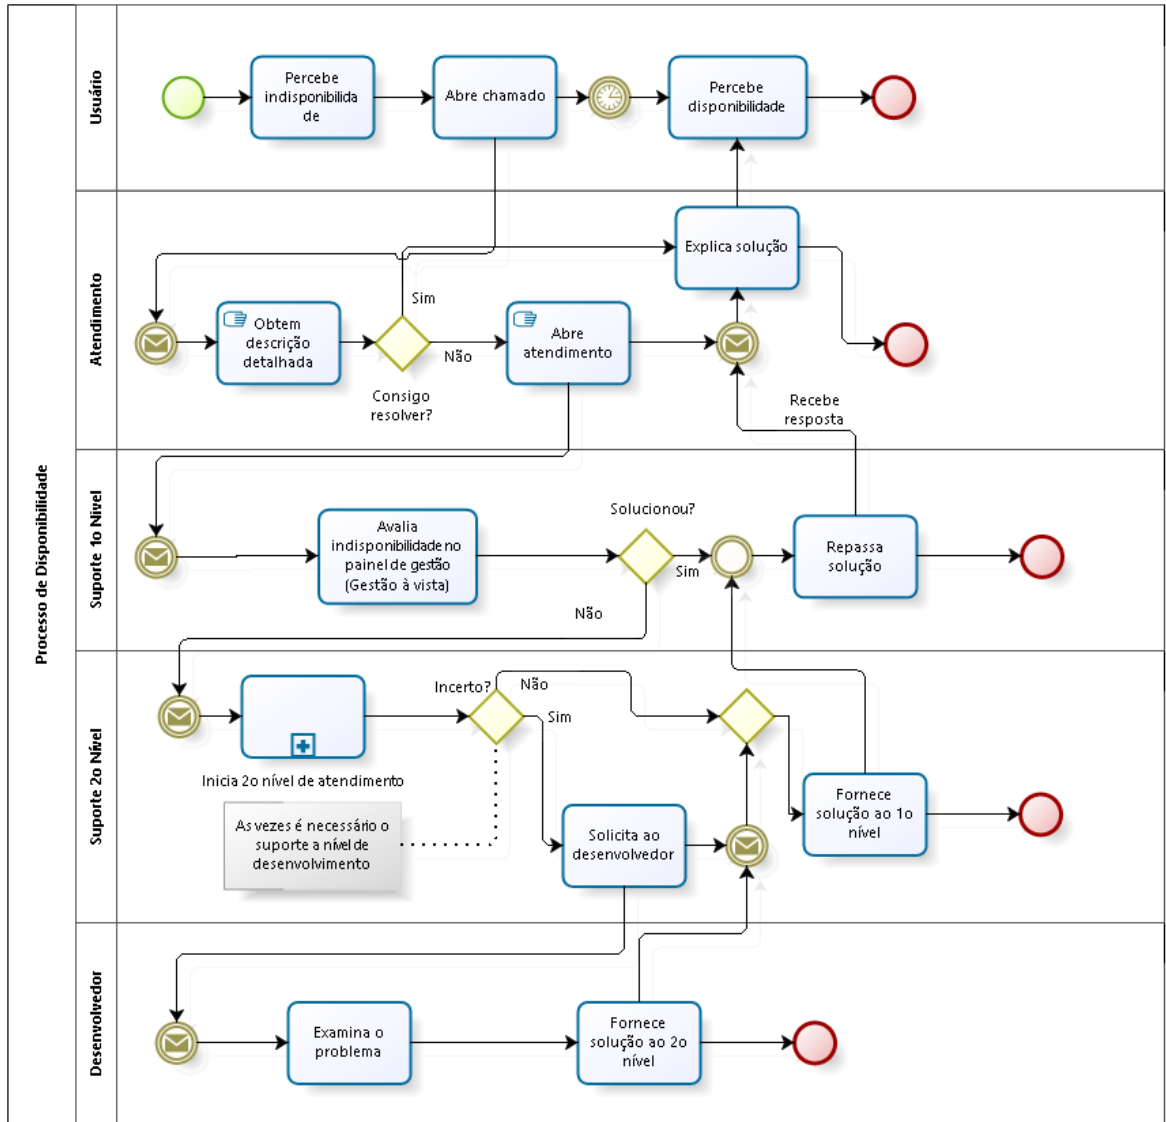 Processo de Disponibilidade
Usuário
Percebe
indisponibilida
de
Abre chamado
Percebe
disponibilidade
Atendimento
Explica solução
Sim
Obtem
descrição
detalhada
Não
Abre
atendimento
Consigo
resolver?
Recebe
resposta
Suporte 1o Nivel
Solucionou?
Avalia
indisponibilidade no
painel de gestão
(Gestão à vista)
Sim
Repassa
solução
Não
Suporte 2o Nível
Incerto?
Não
Sim
Inicia 2o nível de atendimento
As vezes é necessário o
suporte a nível de
desenvolvimento
Solicita ao
desenvolvedor
Fornece
solução ao 1o
nível
Desenvolvedor
Examina o
problema
Fornece
solução ao 2o
nível